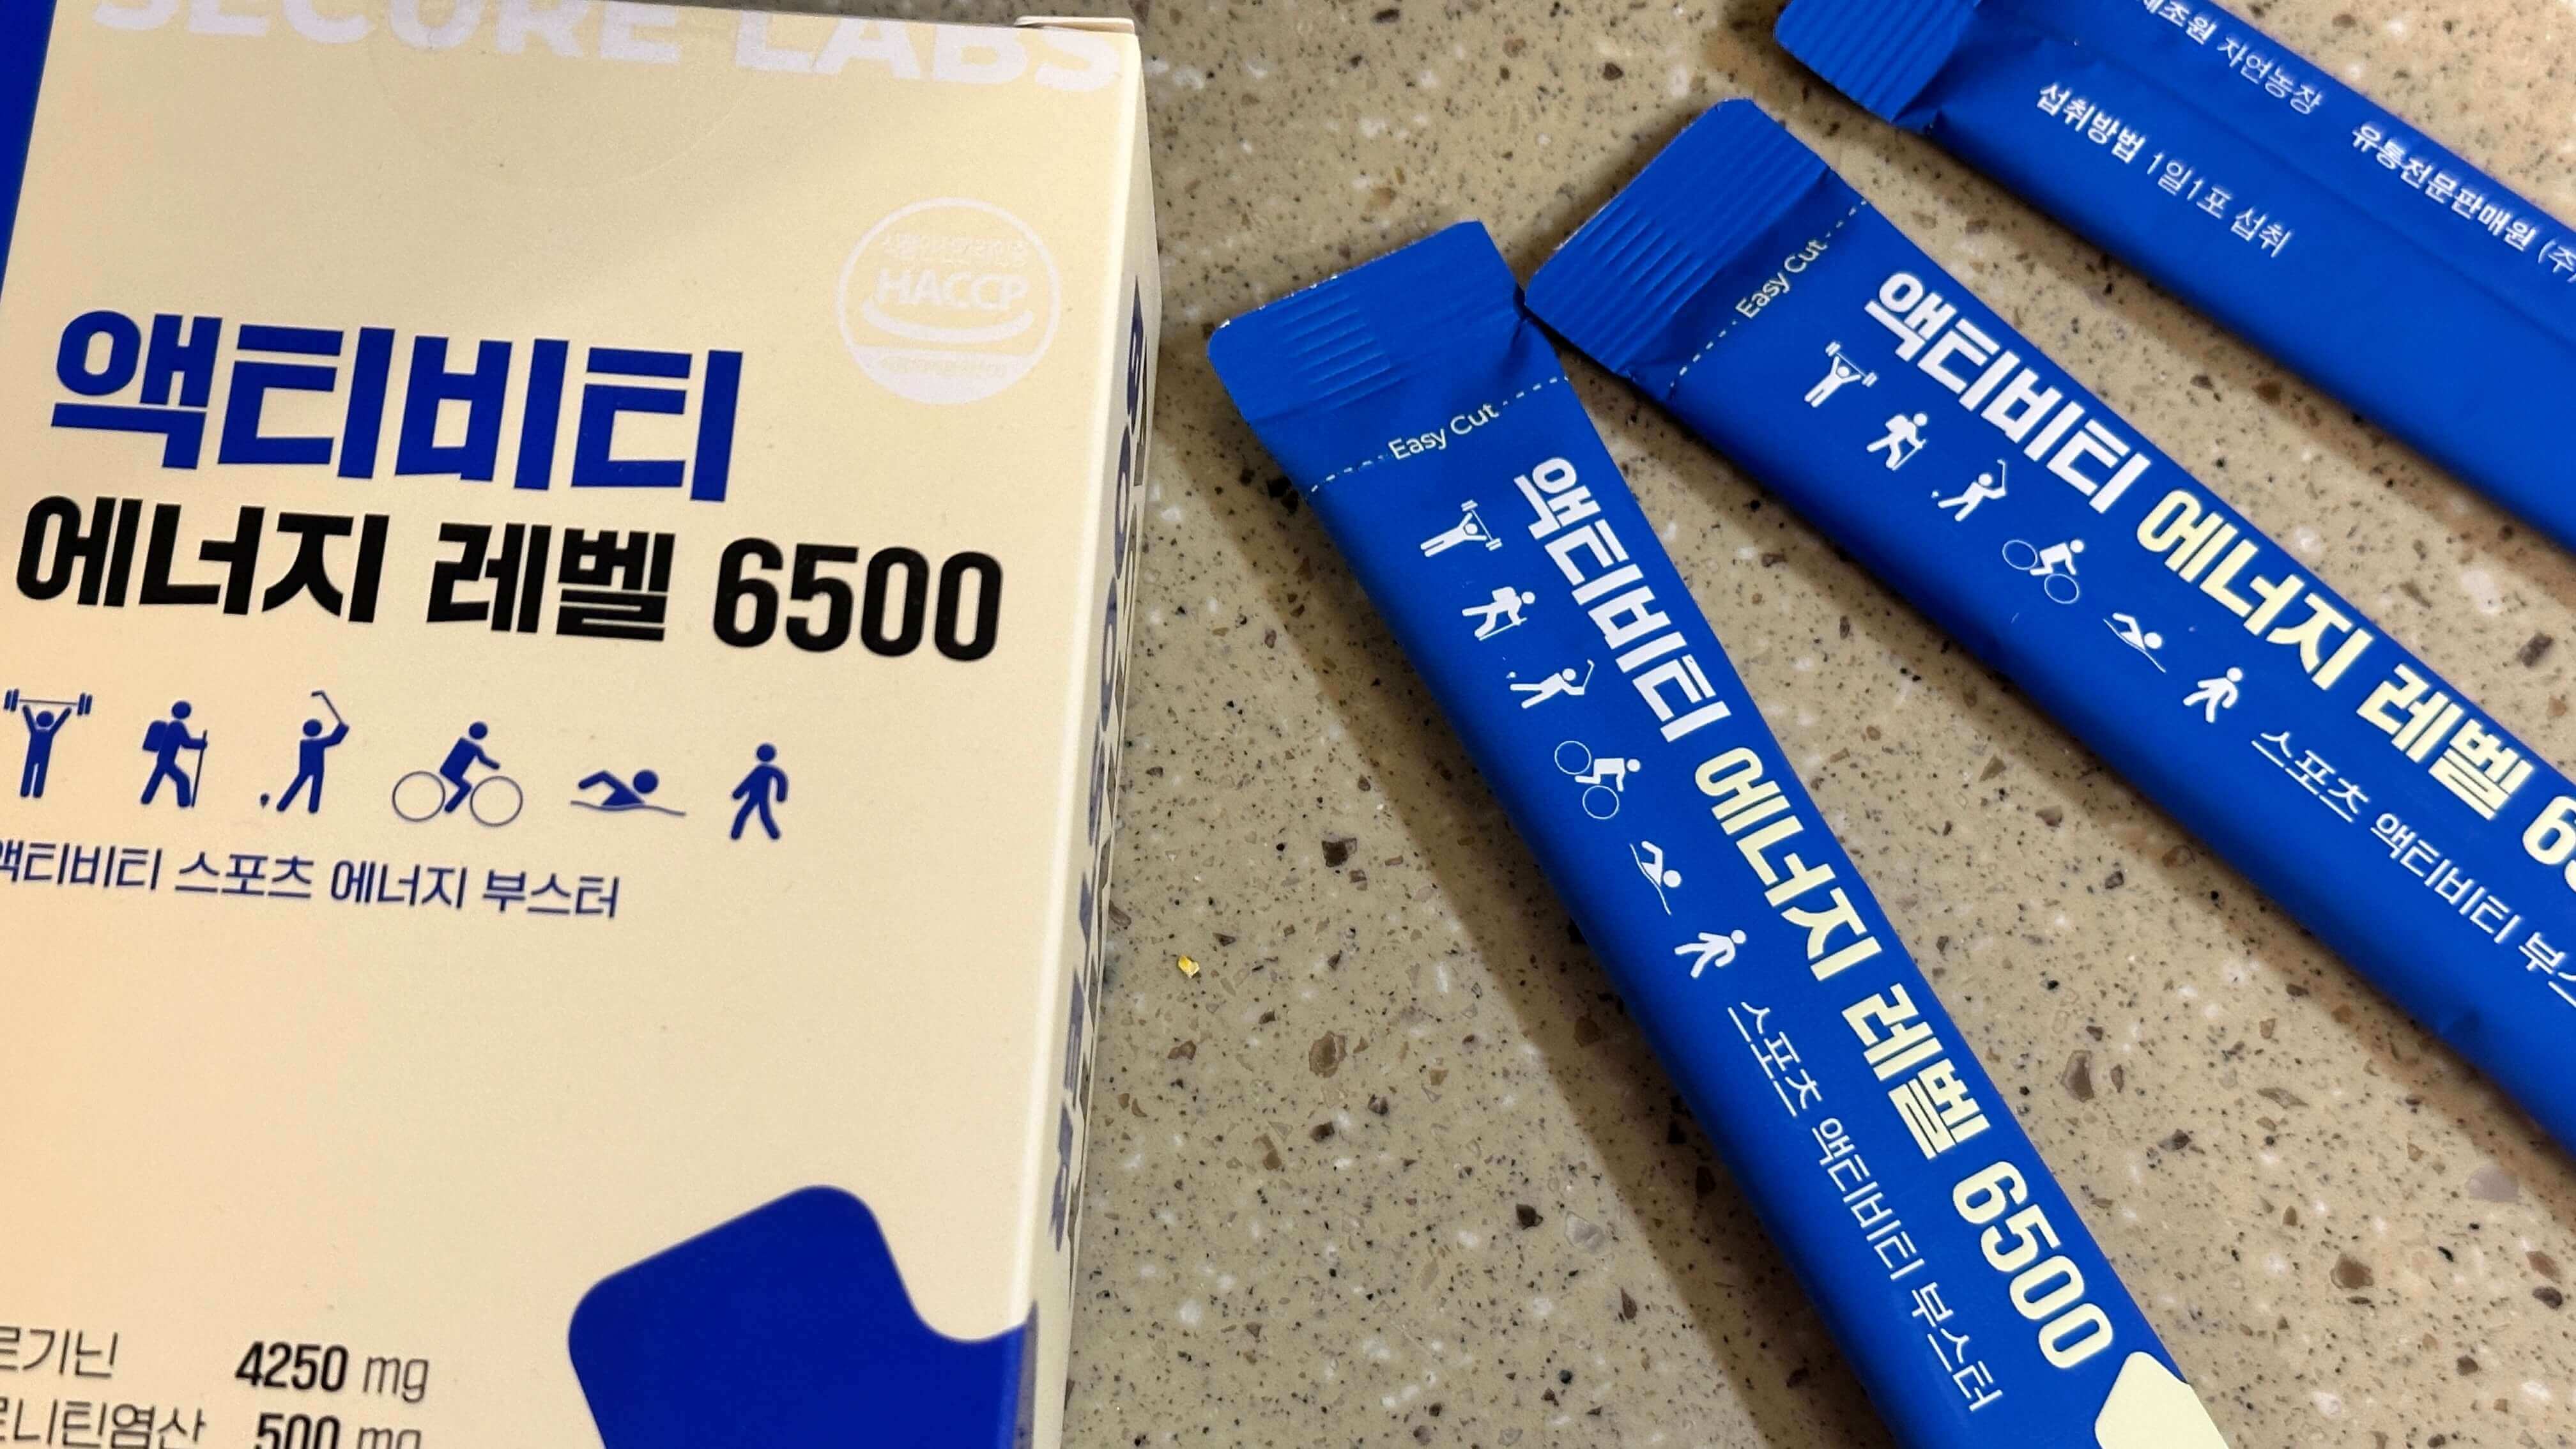 SECURE LABS
HACCP
액티비티
에너지 레벨 6500
액티비티 스포츠 에너지 부스터
4250 mg
500 mg
Easy Cut
액티비티 에너지 레벨 6500
스포츠 액티비티 부스터
Easy Cut
액티비티 에너지 레벨
스포츠 액티비티
제조원 자연농장 유통전문판매원 (주)
섭취방법 1일1포 섭취